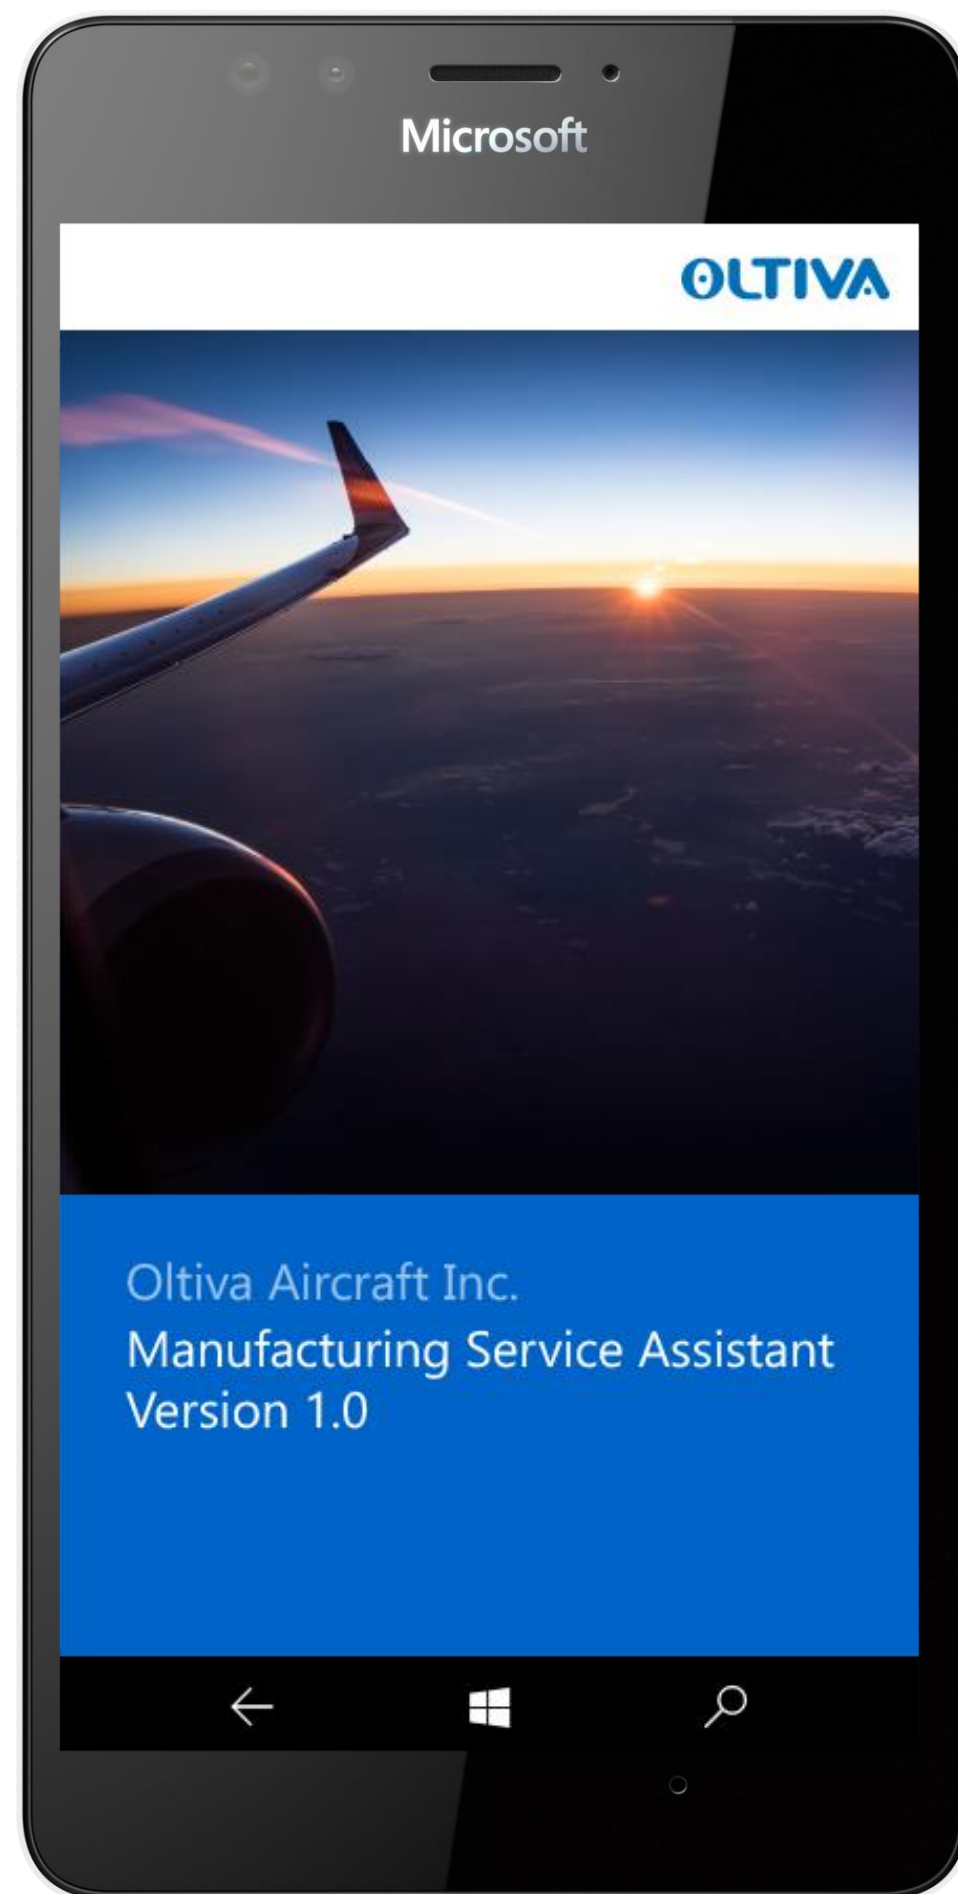 Microsoft
OLTIVA
Oltiva Aircraft Inc.
Manufacturing Service Assistant
Version 1.0